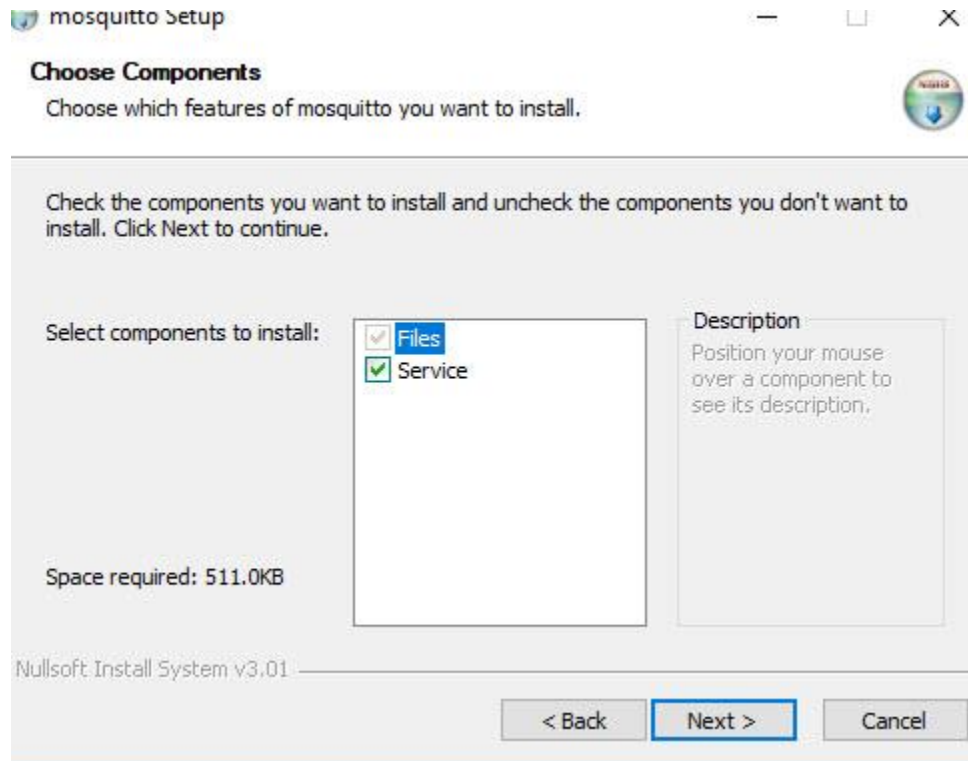 mosquitto Setup
Choose Components
Choose which features of mosquitto you want to install.
Check the components you want to install and uncheck the components you don't want to
install. Click Next to continue.
Select components to install:
Files
Service
Description
Position your mouse
over a component to
see its description.
Space required: 511.0KB
Nullsoft Install System v3.01
< Back
Next >
Cancel